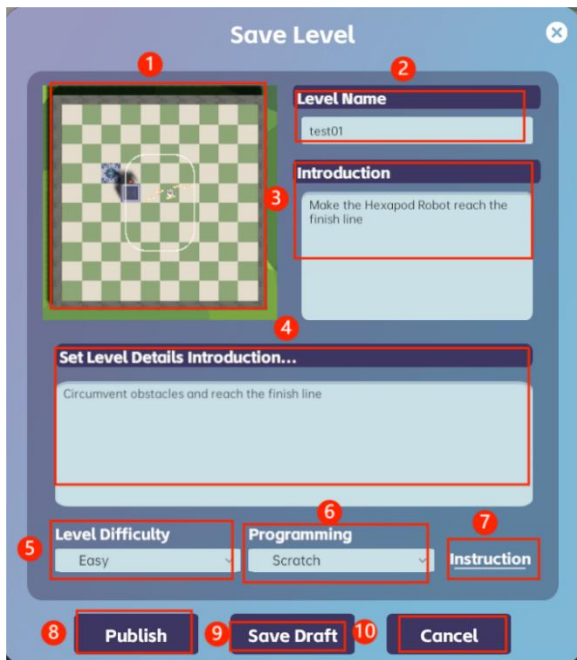 Save Level
1
2
Level Name
test01
3
Introduction
Make the Hexapod Robot reach the
finish line
4
Set Level Details Introduction...
Circumvent obstacles and reach the finish line
5
Level Difficulty
Easy
6
Programming
Scratch
7
Instruction
8
Publish
9
Save Draft
10
Cancel